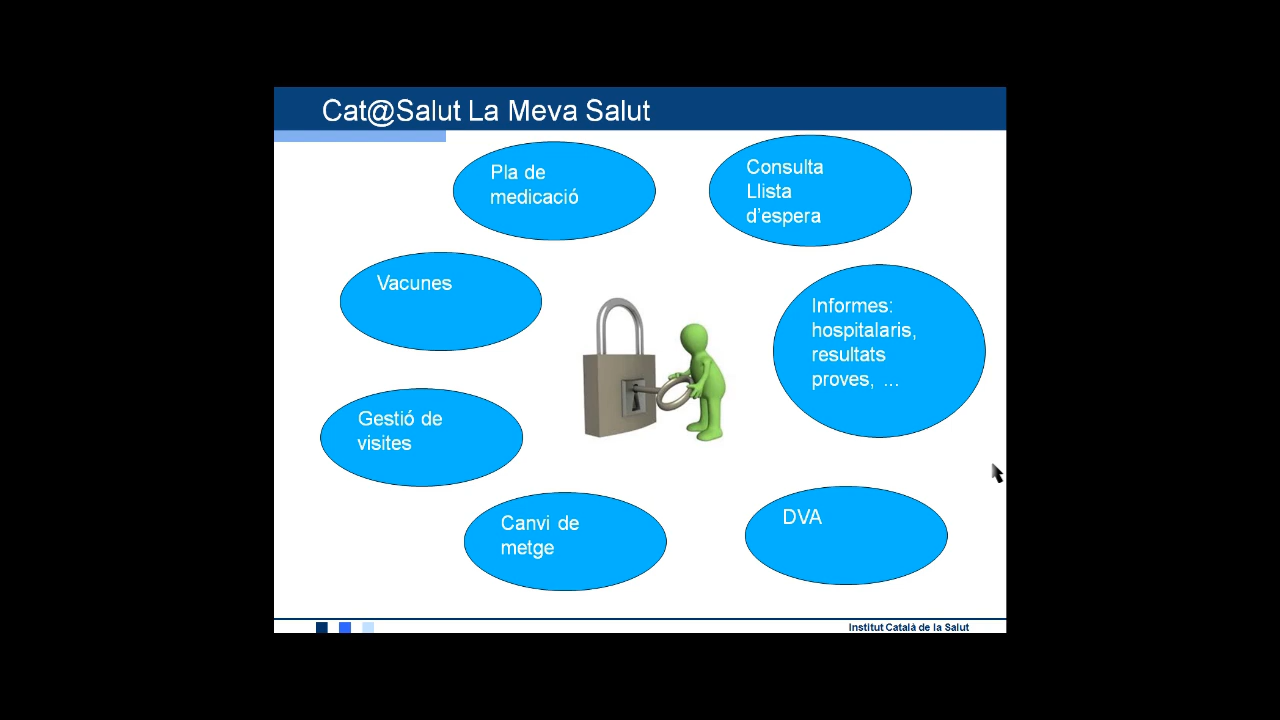 Cat@Salut La Meva Salut
Pla de
medicació
Consulta
Llista
d'espera
Vacunes
Informes:
hospitalaris,
resultats
proves, ...
Gestió de
visites
Canvi de
metge
DVA
Institut Català de la Salut